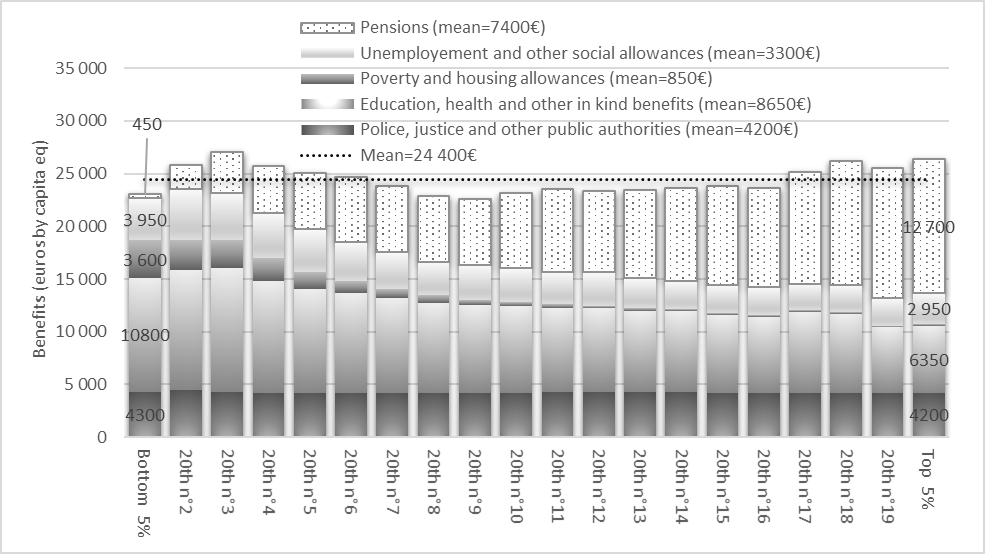 Pensions (mean=7400€)
Unemployement and other social allowances (mean=3300€)
Poverty and housing allowances (mean=850€)
Education, health and other in kind benefits (mean=8650€)
Police, justice and other public authorities (mean=4200€)
Mean=24 400€
Benefits (euros by capita eq)
35 000
30 000
25 000
20 000
15 000
10 000
5 000
0
450
3 950
3 600
10800
4300
12 700
2 950
6350
4200
Bottom 5%
20th n°2
20th n°3
20th n°4
20th n°5
20th n°6
20th n°7
20th n°8
20th n°9
20th n°10
20th n°11
20th n°12
20th n°13
20th n°14
20th n°15
20th n°16
20th n°17
20th n°18
20th n°19
Top 5%